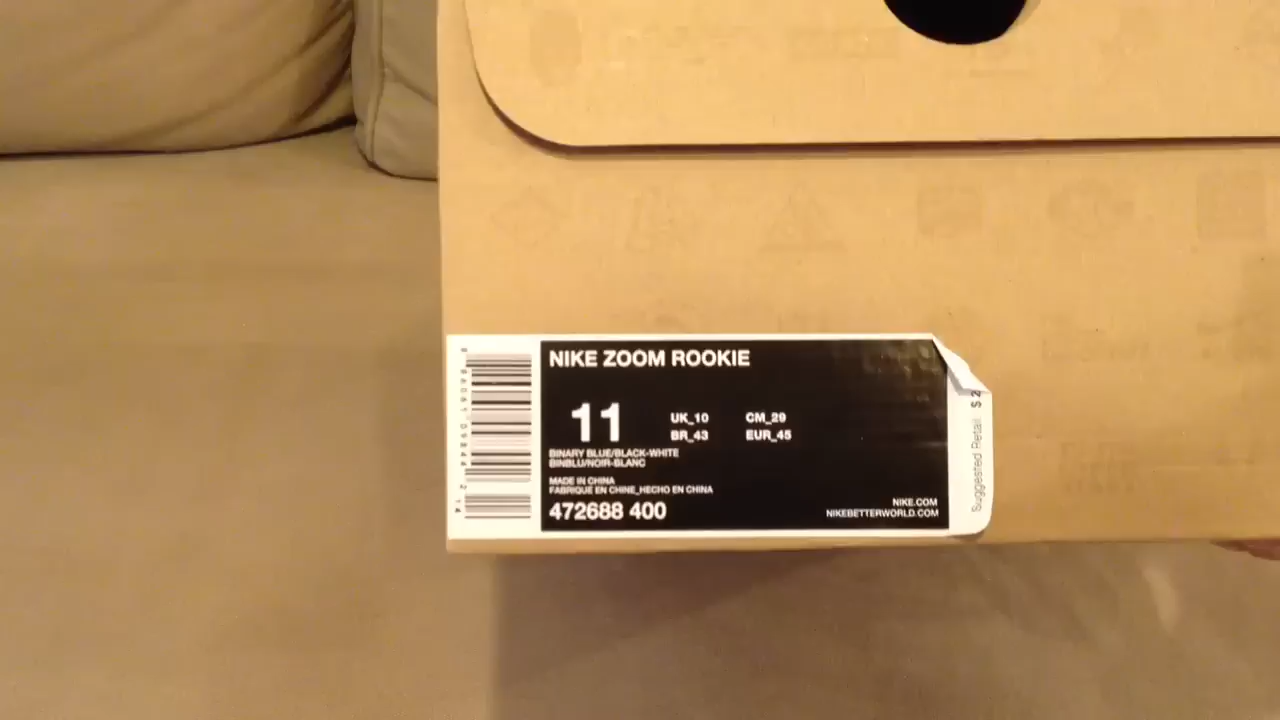 NIKE ZOOM ROOKIE
11
UK_10
CM_29
BR_43
EUR_45
BINARY BLUE/BLACK-WHITE
BINBLU/NOIR-BLANC
MADE IN CHINA
FABRIQUE EN CHINE_HECHO EN CHINA
472688 400
NIKE.COM
NIKEBETTERWORLD.COM
Suggested Retail $2